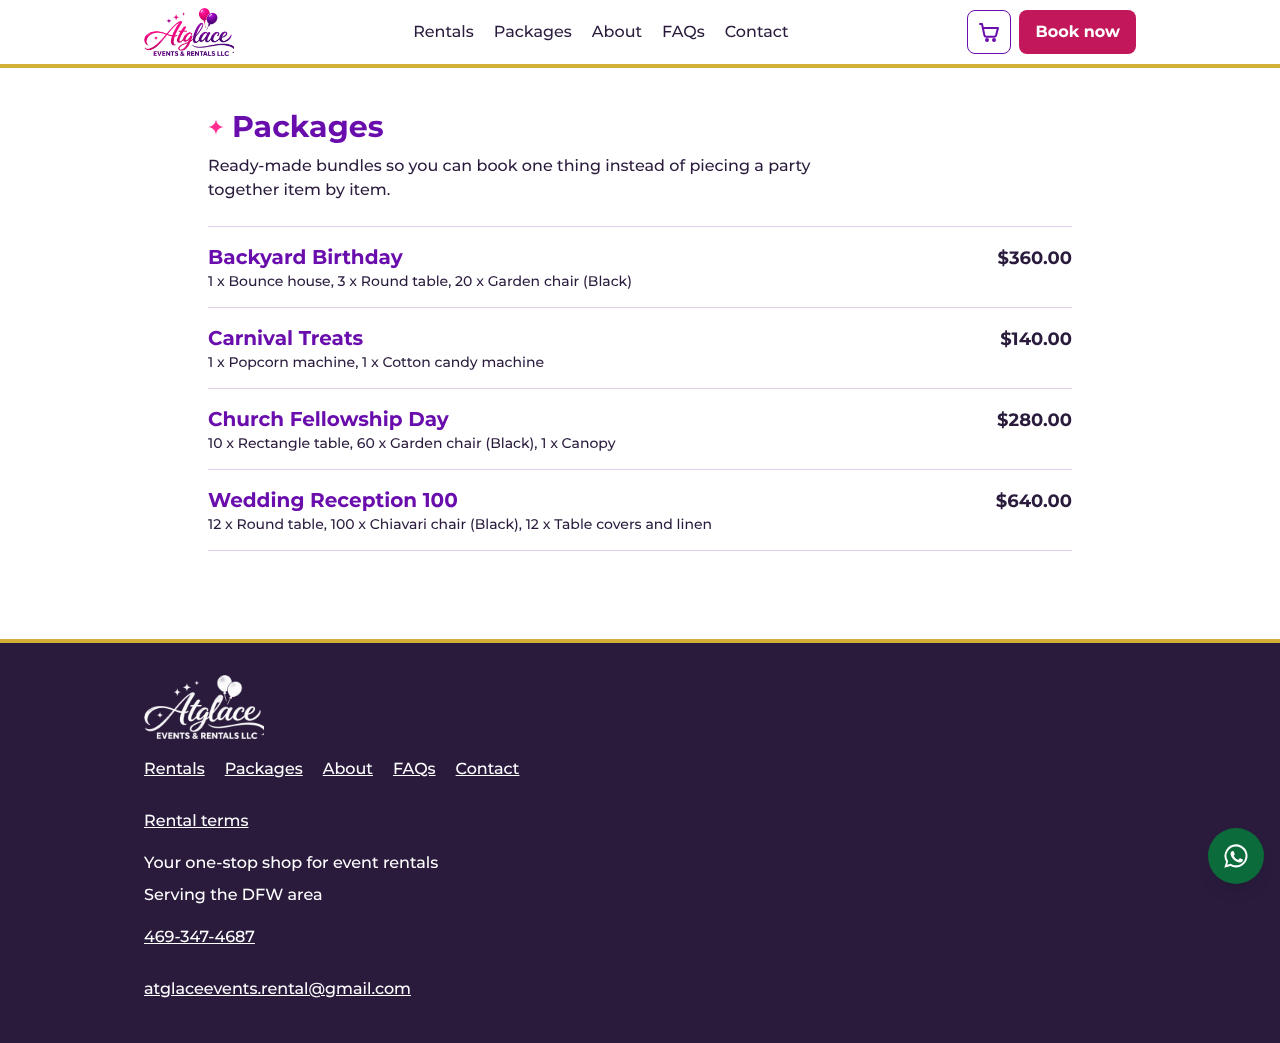 Atglace
EVENTS & RENTALS LLC
Rentals Packages About FAQs Contact
Book now
Packages
Ready-made bundles so you can book one thing instead of piecing a party
together item by item.
Backyard Birthday
$360.00
1 x Bounce house, 3 x Round table, 20 x Garden chair (Black)
Carnival Treats
$140.00
1 x Popcorn machine, 1 x Cotton candy machine
Church Fellowship Day
$280.00
10 x Rectangle table, 60 x Garden chair (Black), 1 x Canopy
Wedding Reception 100
$640.00
12 x Round table, 100 x Chiavari chair (Black), 12 x Table covers and linen
Atglace
EVENTS & RENTALS LLC
Rentals Packages About FAQs Contact
Rental terms
Your one-stop shop for event rentals
Serving the DFW area
469-347-4687
atglaceevents.rental@gmail.com